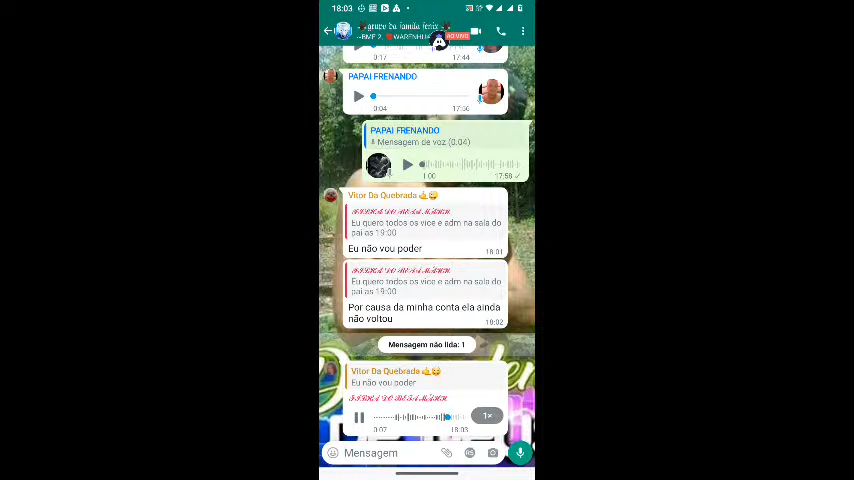 18:03
grupo da família fenix
AO VIVO
0:17 17:44
PAPAI FRENANDO
0:04 17:56
PAPAI FRENANDO
Mensagem de voz (0:04)
17:58
Vitor Da Quebrada 🤙😄
Eu quero todos os vice e adm na sala do
pai as 19:00
Eu não vou poder
18:01
Eu quero todos os vice e adm na sala do
pai as 19:00
Por causa da minha conta ela ainda
não voltou
18:02
Mensagem não lida: 1
Vitor Da Quebrada 🤙😄
Eu não vou poder
1×
0:07 18:03
Mensagem